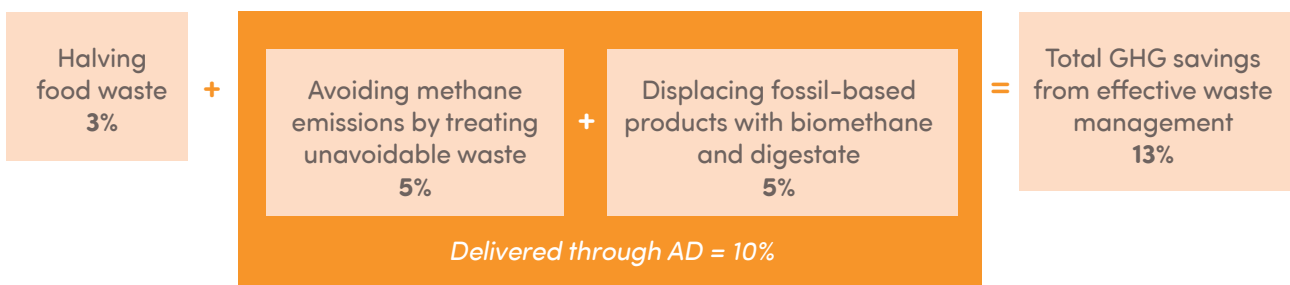 Halving
food waste
3%
+
Avoiding methane
emissions by treating
unavoidable waste
5%
+
Displacing fossil-based
products with biomethane
and digestate
5%
Delivered through AD = 10%
=
Total GHG savings
from effective waste
management
13%